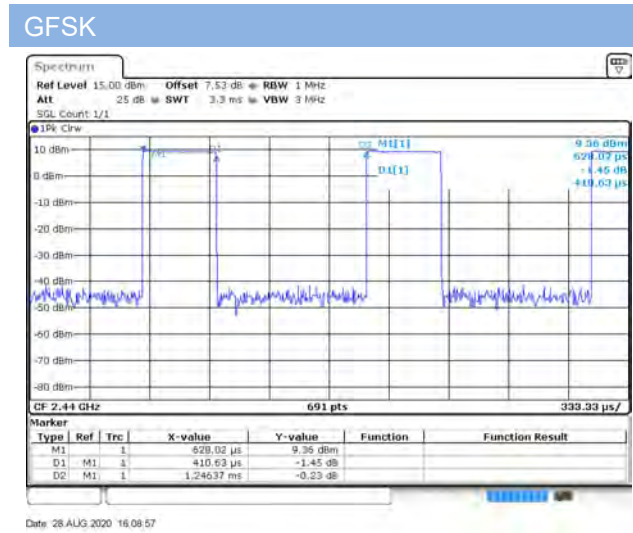 GFSK
Spectrum
Ref Level 15.00 dBm Offset 7.53 dB RBW 1 MHz
Att 25 dB SWT 3.3 ms VBW 3 MHz
SGL Count 1/1
1Pk Clrw
M1[1] 9.36 dBm
628.02 µs
D1[1] -1.45 dB
410.63 µs
10 dBm
0 dBm
-10 dBm
-20 dBm
-30 dBm
-40 dBm
-50 dBm
-60 dBm
-70 dBm
-80 dBm
CF 2.44 GHz 691 pts 333.33 µs/
Marker
Type Ref Trc X-value Y-value Function Function Result
M1 1 628.02 µs 9.36 dBm
D1 M1 1 410.63 µs -1.45 dB
D2 M1 1 1.24637 ms -0.23 dB
Date: 28.AUG.2020 16:08:57